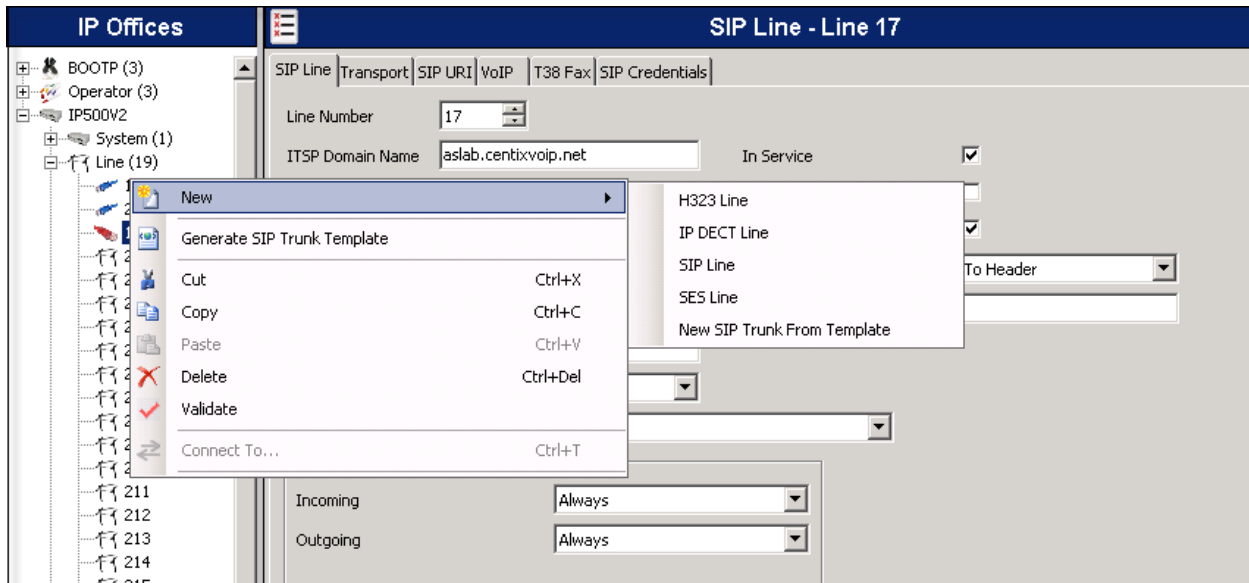 IP Offices
SIP Line - Line 17
BOOTP (3)
Operator (3)
IP500V2
System (1)
Line (19)
211
212
213
214
SIP Line
Transport
SIP URI
VoIP
T38 Fax
SIP Credentials
Line Number
17
ITSP Domain Name
aslab.centixvoip.net
In Service
To Header
New
Generate SIP Trunk Template
Cut Ctrl+X
Copy Ctrl+C
Paste Ctrl+V
Delete Ctrl+Del
Validate
Connect To... Ctrl+T
H323 Line
IP DECT Line
SIP Line
SES Line
New SIP Trunk From Template
Incoming
Always
Outgoing
Always